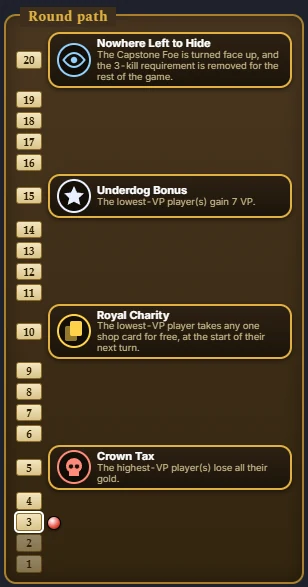 Round path
20
Nowhere Left to Hide
The Capstone Foe is turned face up, and
the 3-kill requirement is removed for the
rest of the game.
19
18
17
16
15
Underdog Bonus
The lowest-VP player(s) gain 7 VP.
14
13
12
11
10
Royal Charity
The lowest-VP player takes any one
shop card for free, at the start of their
next turn.
9
8
7
6
5
Crown Tax
The highest-VP player(s) lose all their
gold.
4
3
2
1